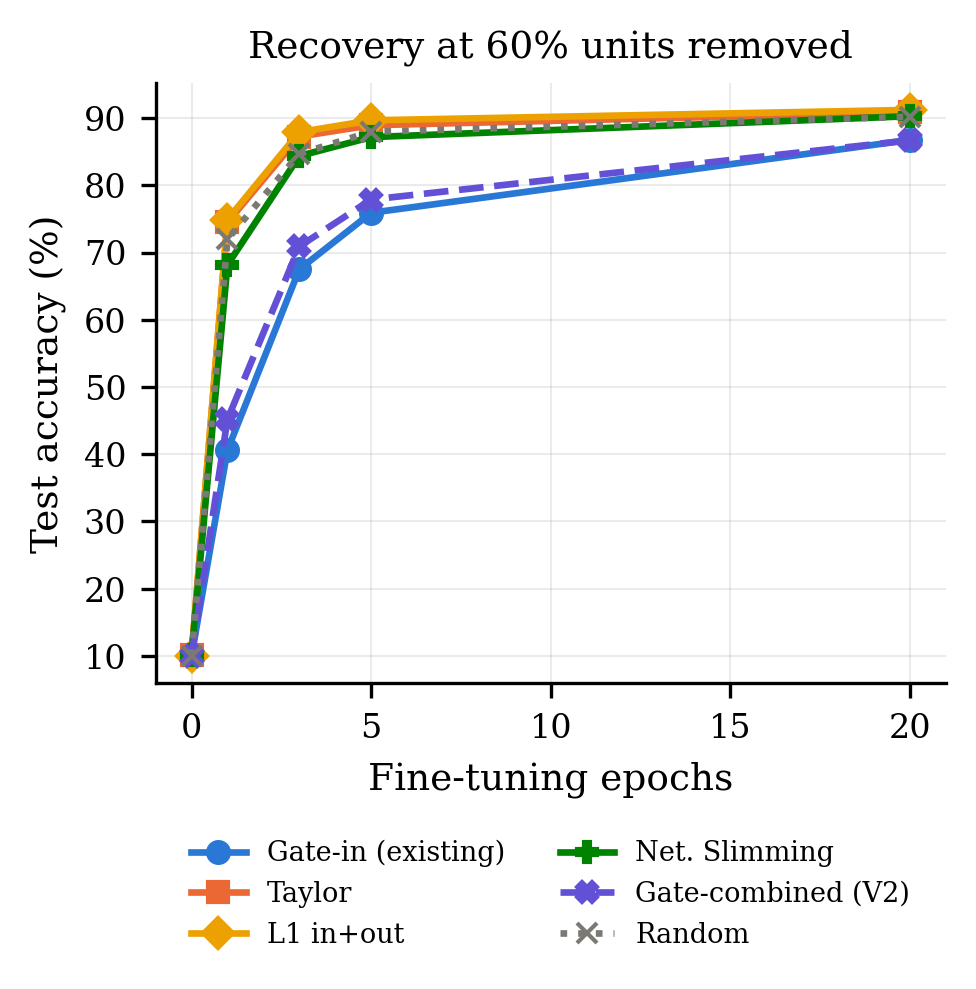 Recovery at 60% units removed
Test accuracy (%)
90
80
70
60
50
40
30
20
10
0 5 10 15 20
Fine-tuning epochs
Gate-in (existing) Net. Slimming
Taylor Gate-combined (V2)
L1 in+out Random